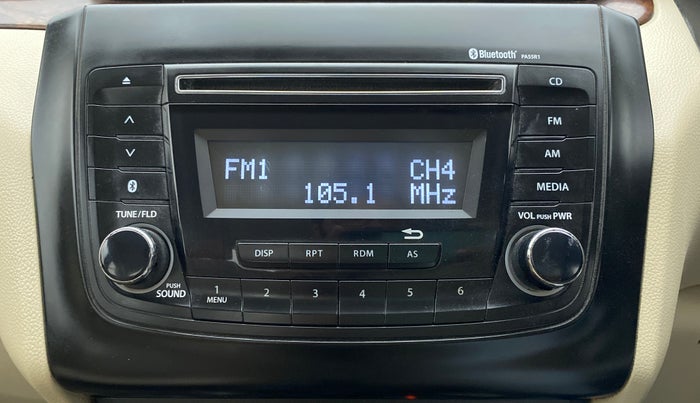 Bluetooth® PA5SR1
CD
FM
AM
MEDIA
FM1 CH4
105.1 MHz
TUNE/FLD
VOL PUSH PWR
DISP RPT RDM AS
PUSH
SOUND
1 2 3 4 5 6
MENU